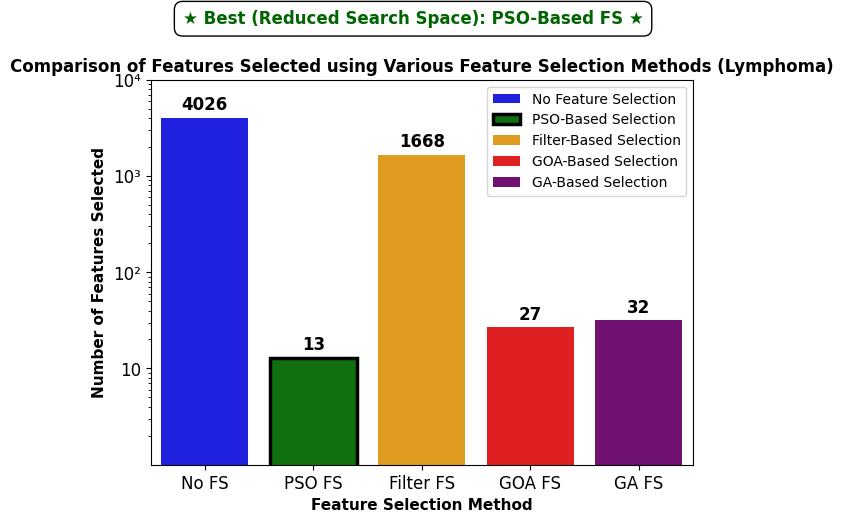 ★ Best (Reduced Search Space): PSO-Based FS ★
Comparison of Features Selected using Various Feature Selection Methods (Lymphoma)
Number of Features Selected
10⁴
10³
10²
10
4026
13
1668
27
32
No Feature Selection
PSO-Based Selection
Filter-Based Selection
GOA-Based Selection
GA-Based Selection
No FS
PSO FS
Filter FS
GOA FS
GA FS
Feature Selection Method